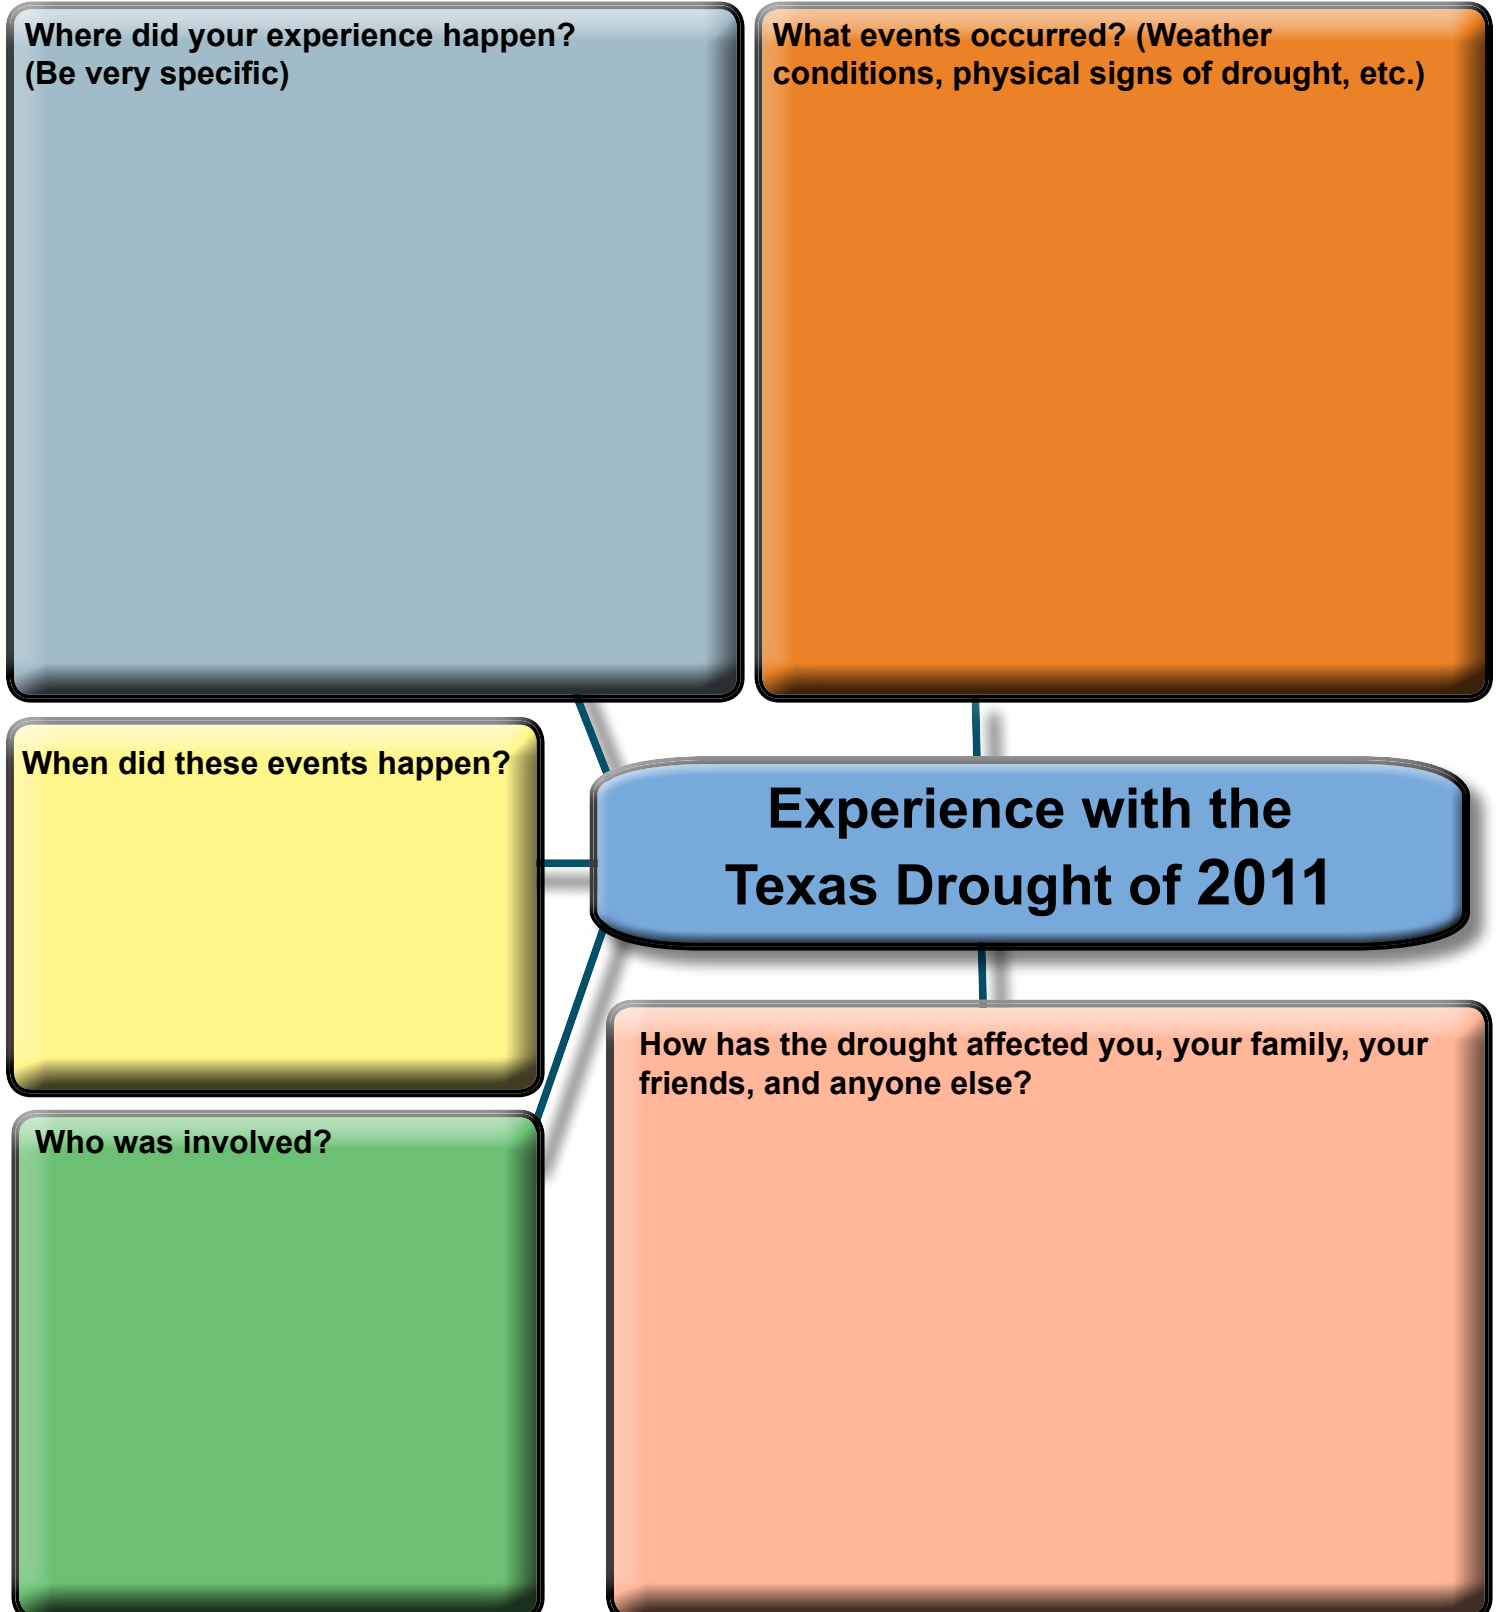 Where did your experience happen?
(Be very specific)
What events occurred? (Weather
conditions, physical signs of drought, etc.)
When did these events happen?
Experience with the
Texas Drought of 2011
How has the drought affected you, your family, your
friends, and anyone else?
Who was involved?